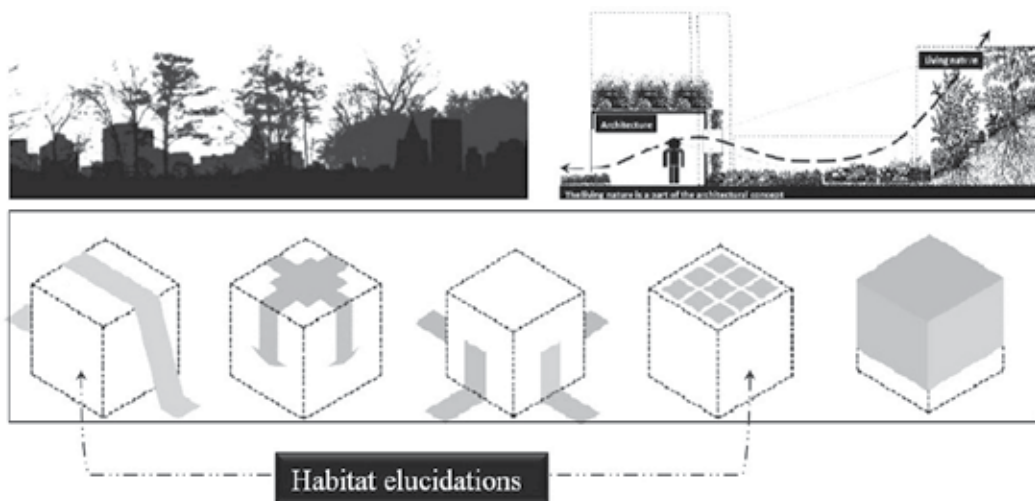 Living nature
Architecture
The living nature is a part of the architectural concept
Habitat elucidations